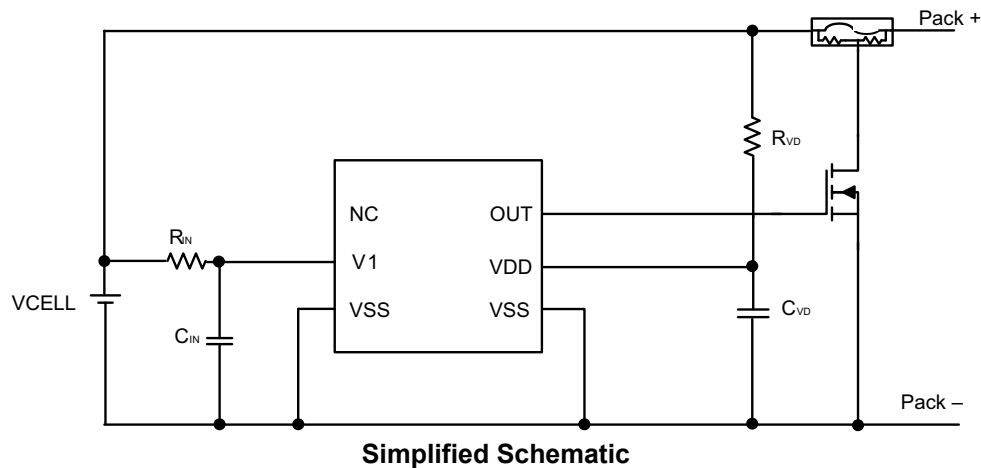 Pack +
RVD
NC
OUT
RIN
V1
VDD
VCELL
VSS
VSS
CIN
CVD
Pack –
Simplified Schematic